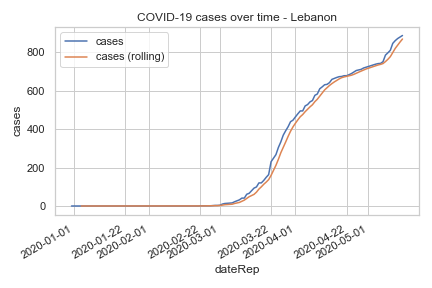 COVID-19 cases over time - Lebanon
cases
cases (rolling)
cases
800
600
400
200
0
2020-01-01
2020-01-22
2020-02-01
2020-02-22
2020-03-01
2020-03-22
2020-04-01
2020-04-22
2020-05-01
dateRep